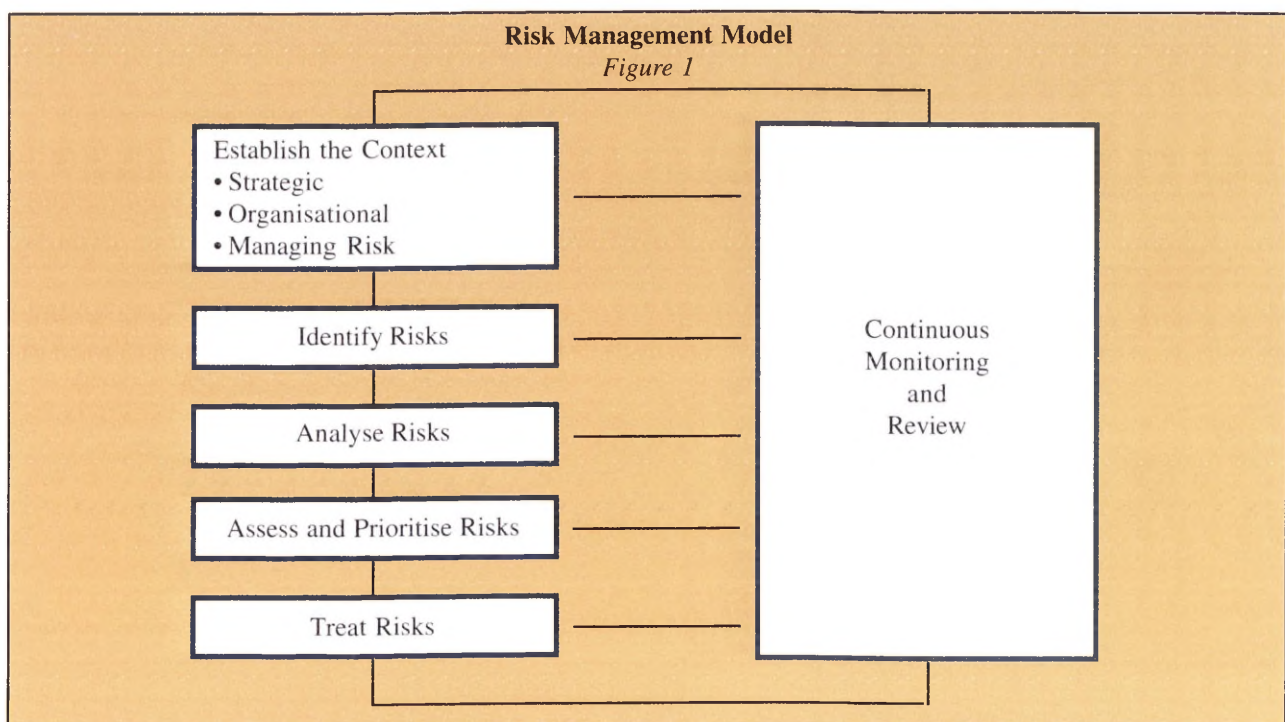 Risk Management Model
Figure 1
Establish the Context
• Strategic
• Organisational
• Managing Risk
Identify Risks
Analyse Risks
Assess and Prioritise Risks
Treat Risks
Continuous
Monitoring
and
Review